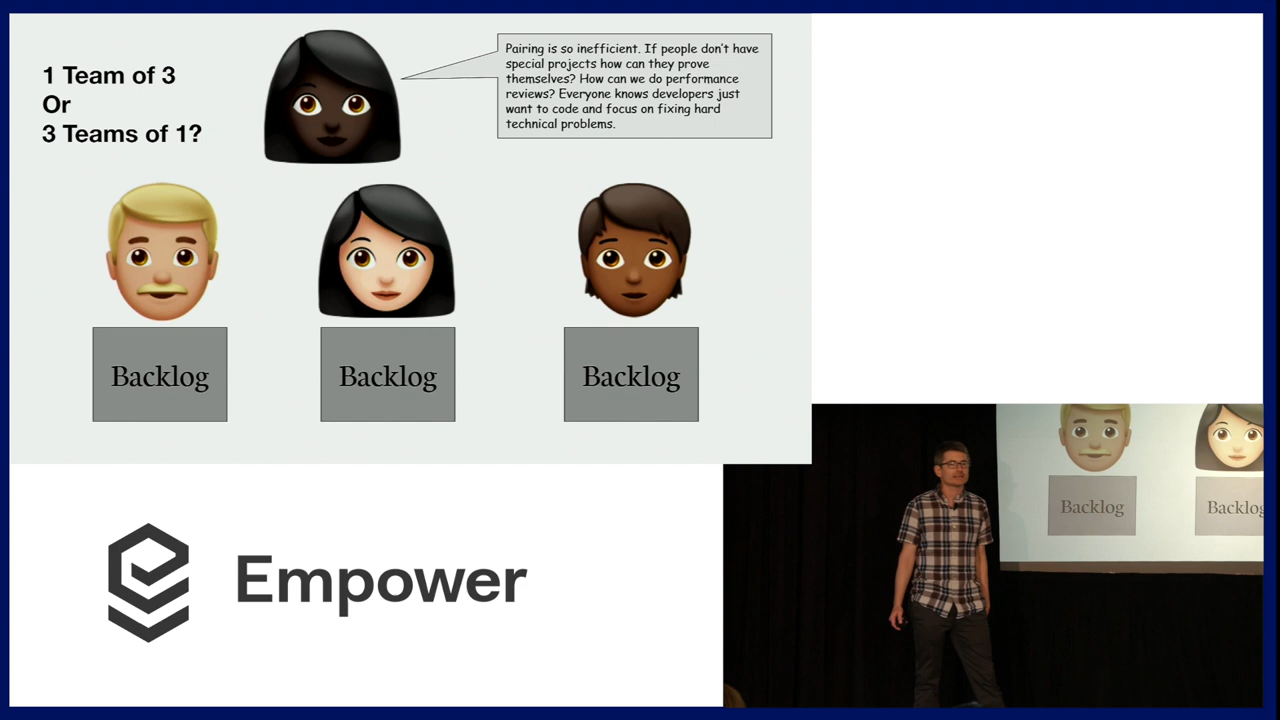 1 Team of 3
Or
3 Teams of 1?
Pairing is so inefficient. If people don't have
special projects how can they prove
themselves? How can we do performance
reviews? Everyone knows developers just
want to code and focus on fixing hard
technical problems.
Backlog Backlog Backlog
Empower
Backlog Backlog